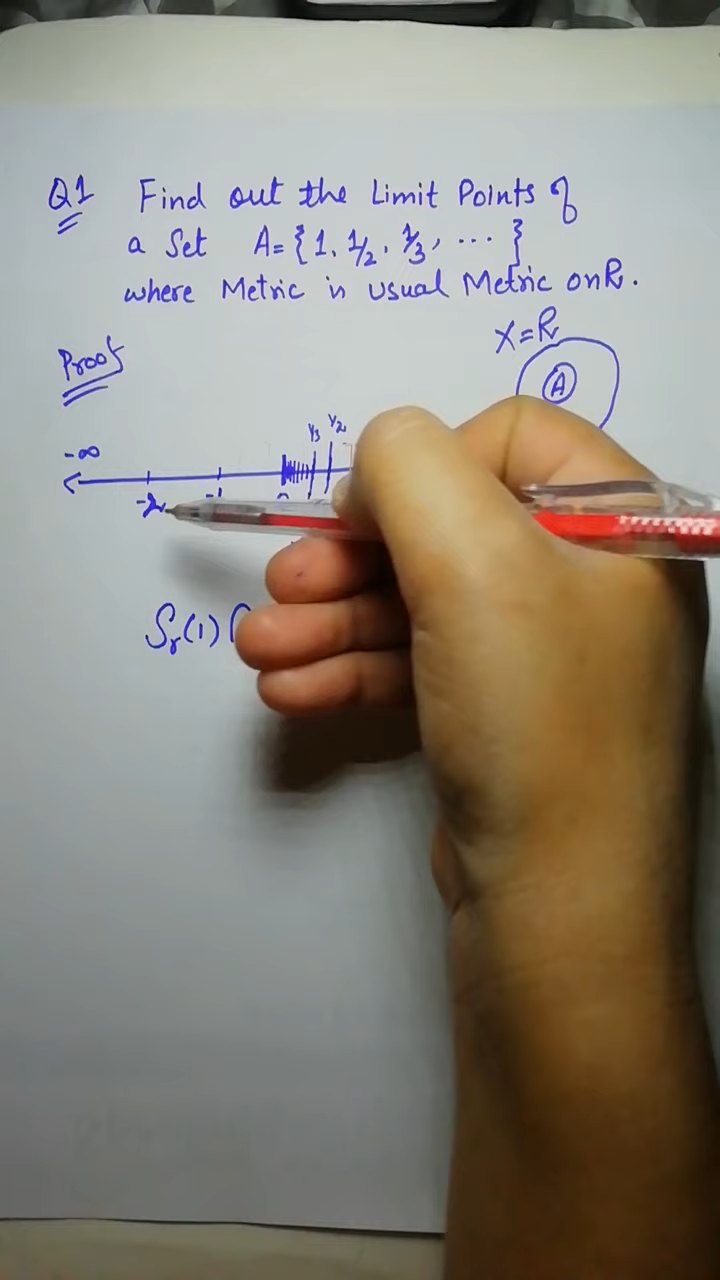 Q1 Find out the Limit Points of
a Set A = {1, 1/2, 1/3, ... }
where Metric is usual Metric on R.
X = R
Proof
A
1/3 1/2
-∞
-2 -1 0
Sr(1) ∩